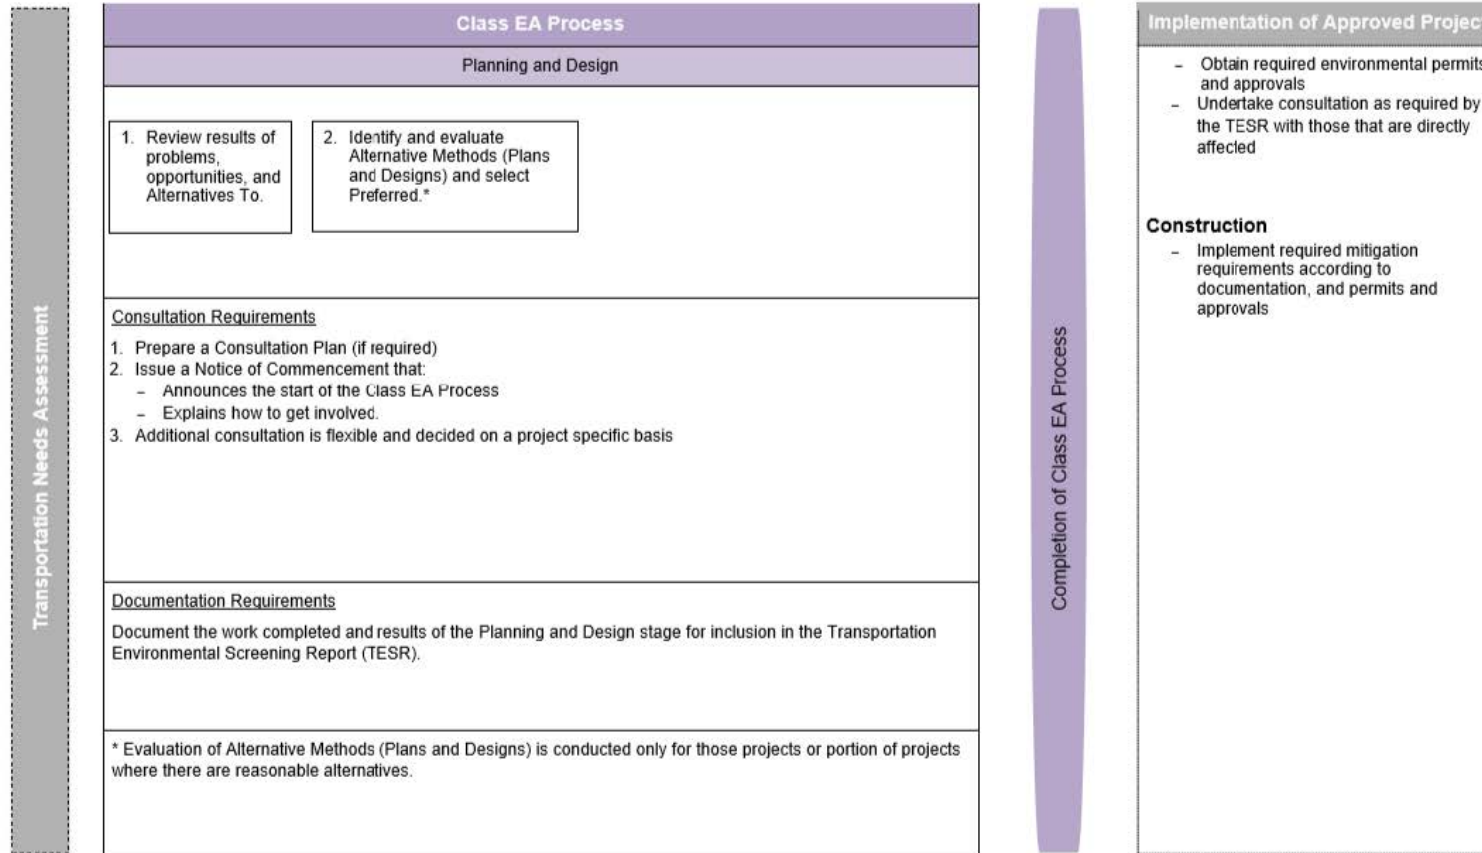 Transportation Needs Assessment
Class EA Process
Planning and Design
1. Review results of
problems,
opportunities, and
Alternatives To.
2. Identify and evaluate
Alternative Methods (Plans
and Designs) and select
Preferred.*
Consultation Requirements
1. Prepare a Consultation Plan (if required)
2. Issue a Notice of Commencement that:
– Announces the start of the Class EA Process
– Explains how to get involved.
3. Additional consultation is flexible and decided on a project specific basis
Documentation Requirements
Document the work completed and results of the Planning and Design stage for inclusion in the Transportation
Environmental Screening Report (TESR).
* Evaluation of Alternative Methods (Plans and Designs) is conducted only for those projects or portion of projects
where there are reasonable alternatives.
Completion of Class EA Process
Implementation of Approved Projec
– Obtain required environmental permits
and approvals
– Undertake consultation as required by
the TESR with those that are directly
affected
Construction
– Implement required mitigation
requirements according to
documentation, and permits and
approvals